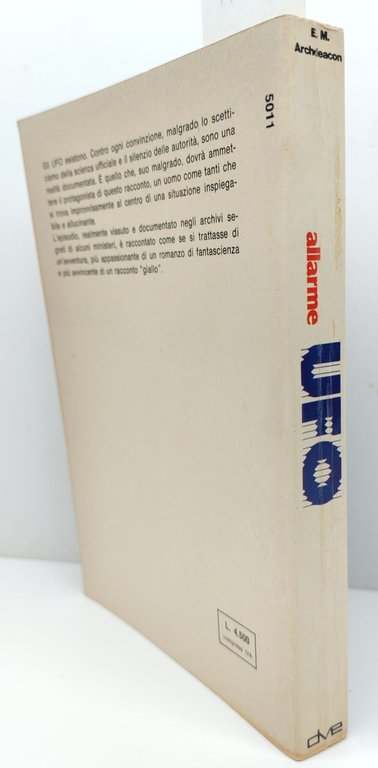 Gli UFO esistono. Contro ogni convinzione, malgrado lo scetti-
cismo della scienza ufficiale e il silenzio delle autorità, sono una
realtà documentata. È quello che, suo malgrado, dovrà ammet-
tere il protagonista di questo racconto, un uomo come tanti che
si trova improvvisamente al centro di una situazione inspiega-
bile e allucinante.
L'episodio, realmente vissuto e documentato negli archivi se-
greti di alcuni ministeri, è raccontato come se si trattasse di
un'avventura, più appassionante di un romanzo di fantascienza
e più avvincente di un racconto "giallo".
5011
L. 4.500
compresa IVA
E. M.
Archdeacon
allarme
UFO
dve